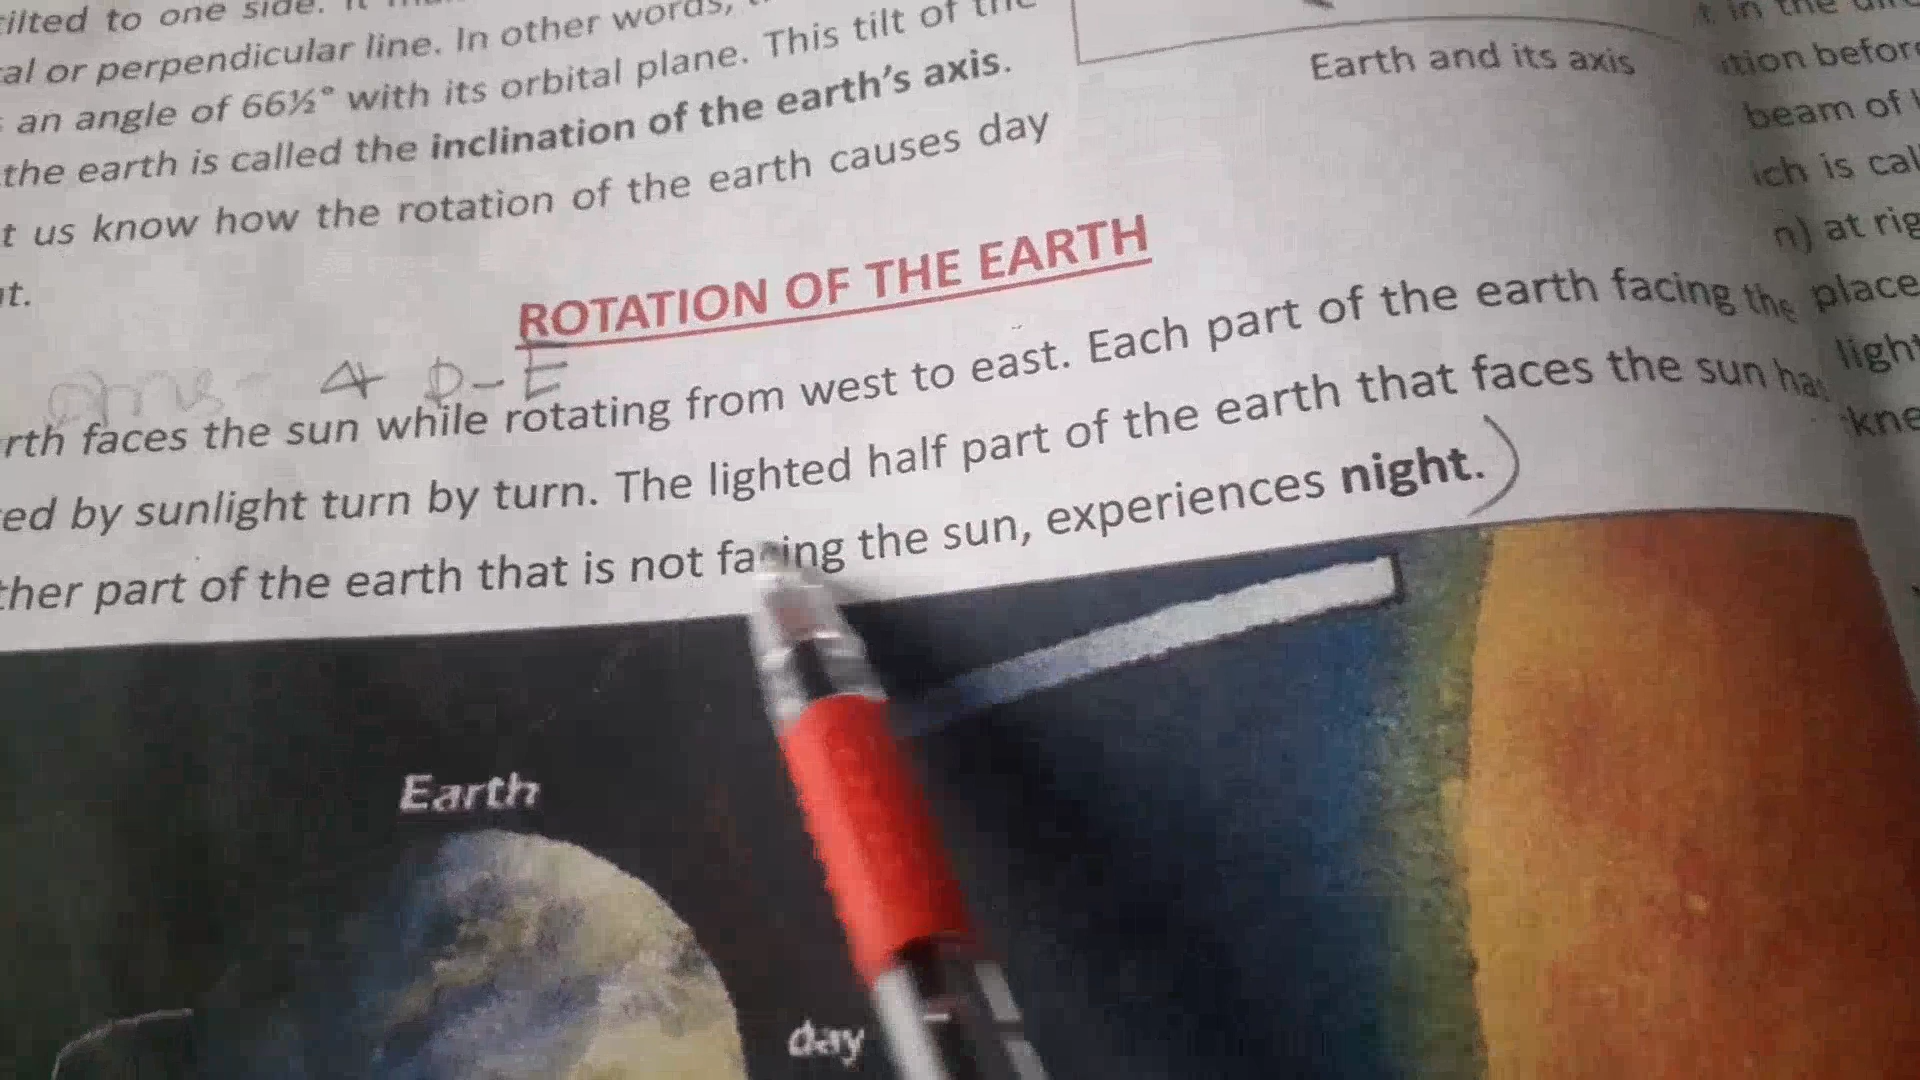 tilted to one side.
al or perpendicular line. In other words,
an angle of 66½° with its orbital plane. This tilt of the
the earth is called the inclination of the earth's axis.
t us know how the rotation of the earth causes day
t.
Earth and its axis
ROTATION OF THE EARTH
4 D-E
rth faces the sun while rotating from west to east. Each part of the earth facing the
ed by sunlight turn by turn. The lighted half part of the earth that faces the sun has
ther part of the earth that is not facing the sun, experiences night.
Earth
day
t in the
ition before
beam of
ich is cal
n) at rig
place
light
kne